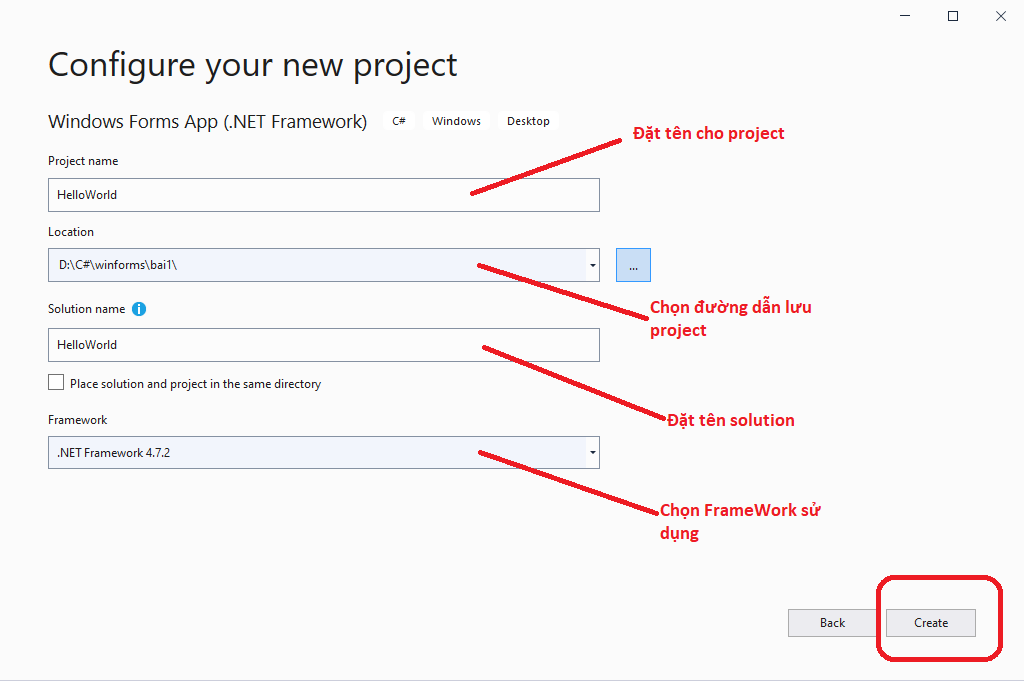 Configure your new project
Windows Forms App (.NET Framework) C# Windows Desktop
Đặt tên cho project
Project name
HelloWorld
Location
D:\C#\winforms\bai1\
...
Chọn đường dẫn lưu
project
Solution name
HelloWorld
Place solution and project in the same directory
Đặt tên solution
Framework
.NET Framework 4.7.2
Chọn FrameWork sử
dụng
Back Create